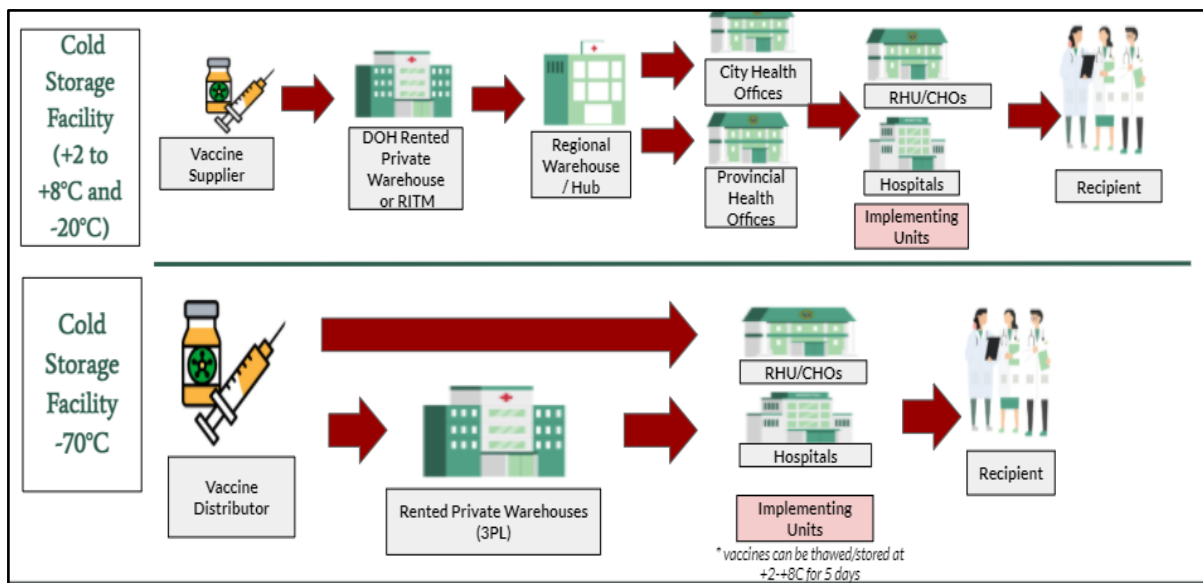 Cold
Storage
Facility
(+2 to
+8°C and
-20°C)
Vaccine
Supplier
DOH Rented
Private
Warehouse
or RITM
Regional
Warehouse
/ Hub
City Health
Offices
Provincial
Health
Offices
RHU/CHOs
Hospitals
Implementing
Units
Recipient
Cold
Storage
Facility
-70°C
Vaccine
Distributor
Rented Private Warehouses
(3PL)
RHU/CHOs
Hospitals
Implementing
Units
* vaccines can be thawed/stored at
+2-+8C for 5 days
Recipient